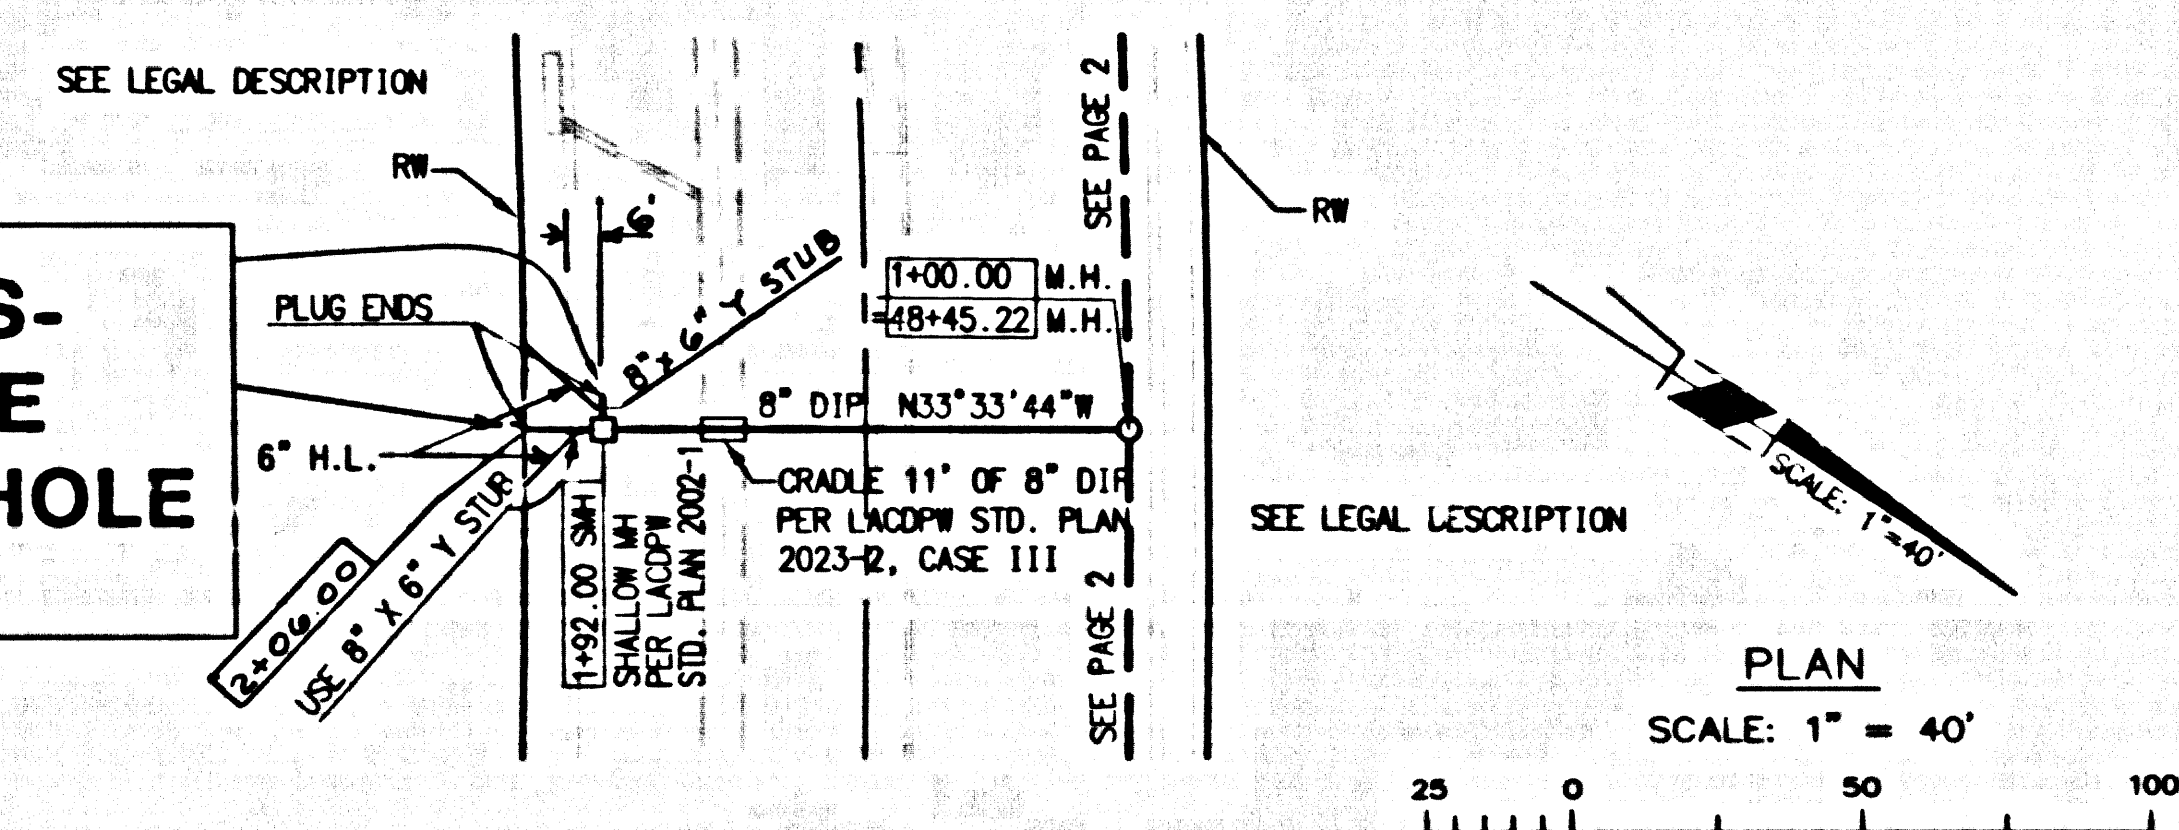 SEE LEGAL DESCRIPTION
RW
6'
SEE PAGE 2
RW
S-
E
HOLE
PLUG ENDS
8" X 6" Y STUB
1+00.00 M.H.
=48+45.22 M.H.
8" DIP N33°33'44"W
6" H.L.
CRADLE 11' OF 8" DIP
PER LACDPW STD. PLAN
2023-2, CASE III
2+06.00
USE 8" X 6" Y STUB
1+92.00 SMH
SHALLOW MH
PER LACDPW
STD. PLAN 2002-1
SEE PAGE 2
SEE LEGAL DESCRIPTION
SCALE: 1"=40'
PLAN
SCALE: 1" = 40'
25 0 50 100